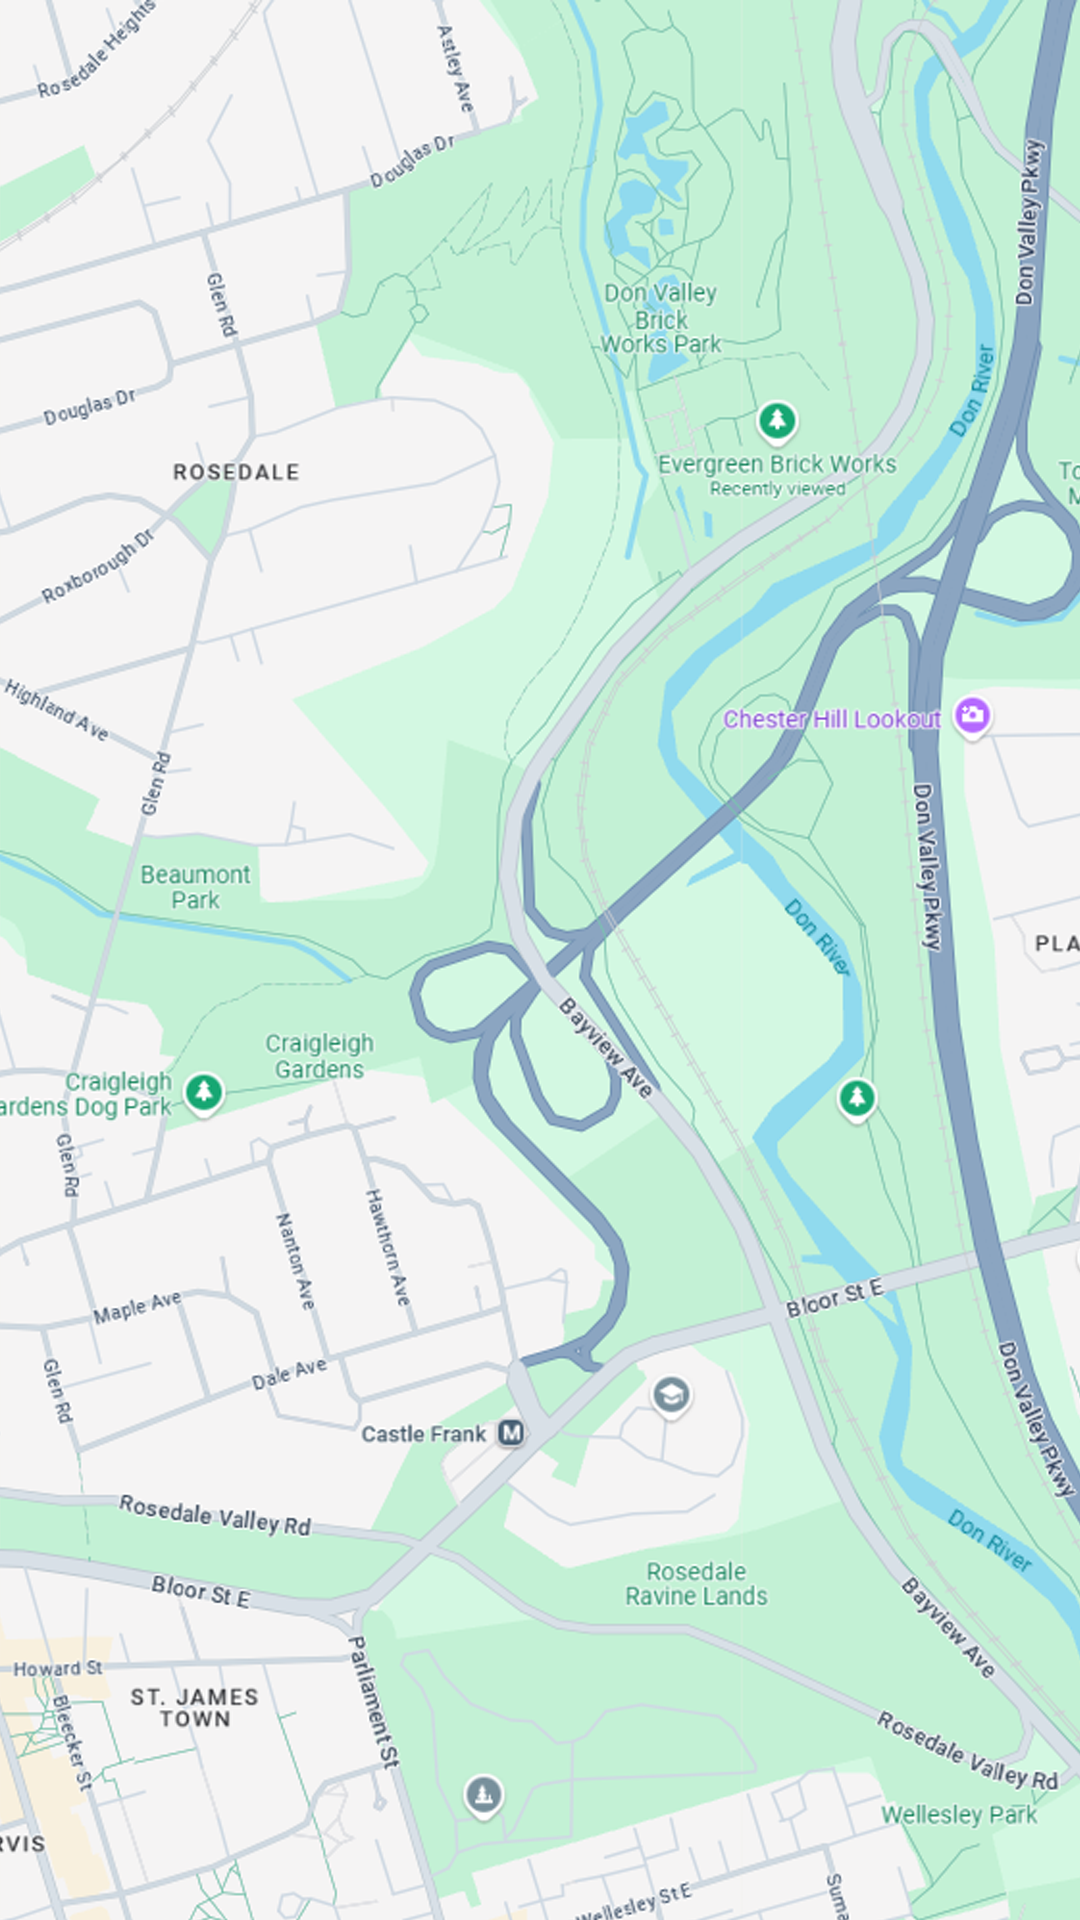 Rosedale Heights
Astley Ave
Douglas Dr
Don Valley Pkwy
Glen Rd
Don Valley
Brick
Works Park
Don River
Douglas Dr
ROSEDALE
Evergreen Brick Works
Recently viewed
Roxborough Dr
Highland Ave
Chester Hill Lookout
Glen Rd
Don Valley Pkwy
Beaumont
Park
Don River
PLA
Bayview Ave
Craigleigh
Gardens
Craigleigh
ardens Dog Park
Glen Rd
Nanton Ave
Hawthorn Ave
Maple Ave
Bloor St E
Dale Ave
Glen Rd
Don Valley Pkwy
Castle Frank
M
Rosedale Valley Rd
Don River
Bloor St E
Rosedale
Ravine Lands
Bayview Ave
Howard St
Parliament St
ST. JAMES
TOWN
Bleecker St
Rosedale Valley Rd
Wellesley Park
RVIS
Wellesley St E
Suma